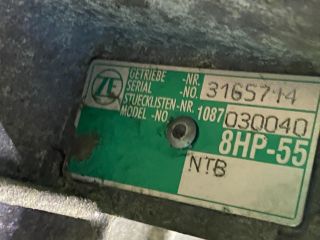 ZF
GETRIEBE -NR.
SERIAL -NO. 3165714
STUECKLISTEN-NR. 1087
MODEL -NO. 030040
8HP-55
NTB